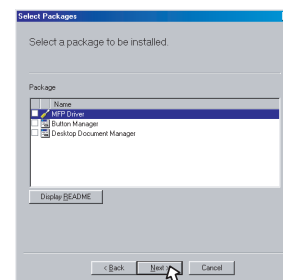 Select Packages
Select a package to be installed.
Package
Name
MFP Driver
Button Manager
Desktop Document Manager
Display README
< Back Next > Cancel